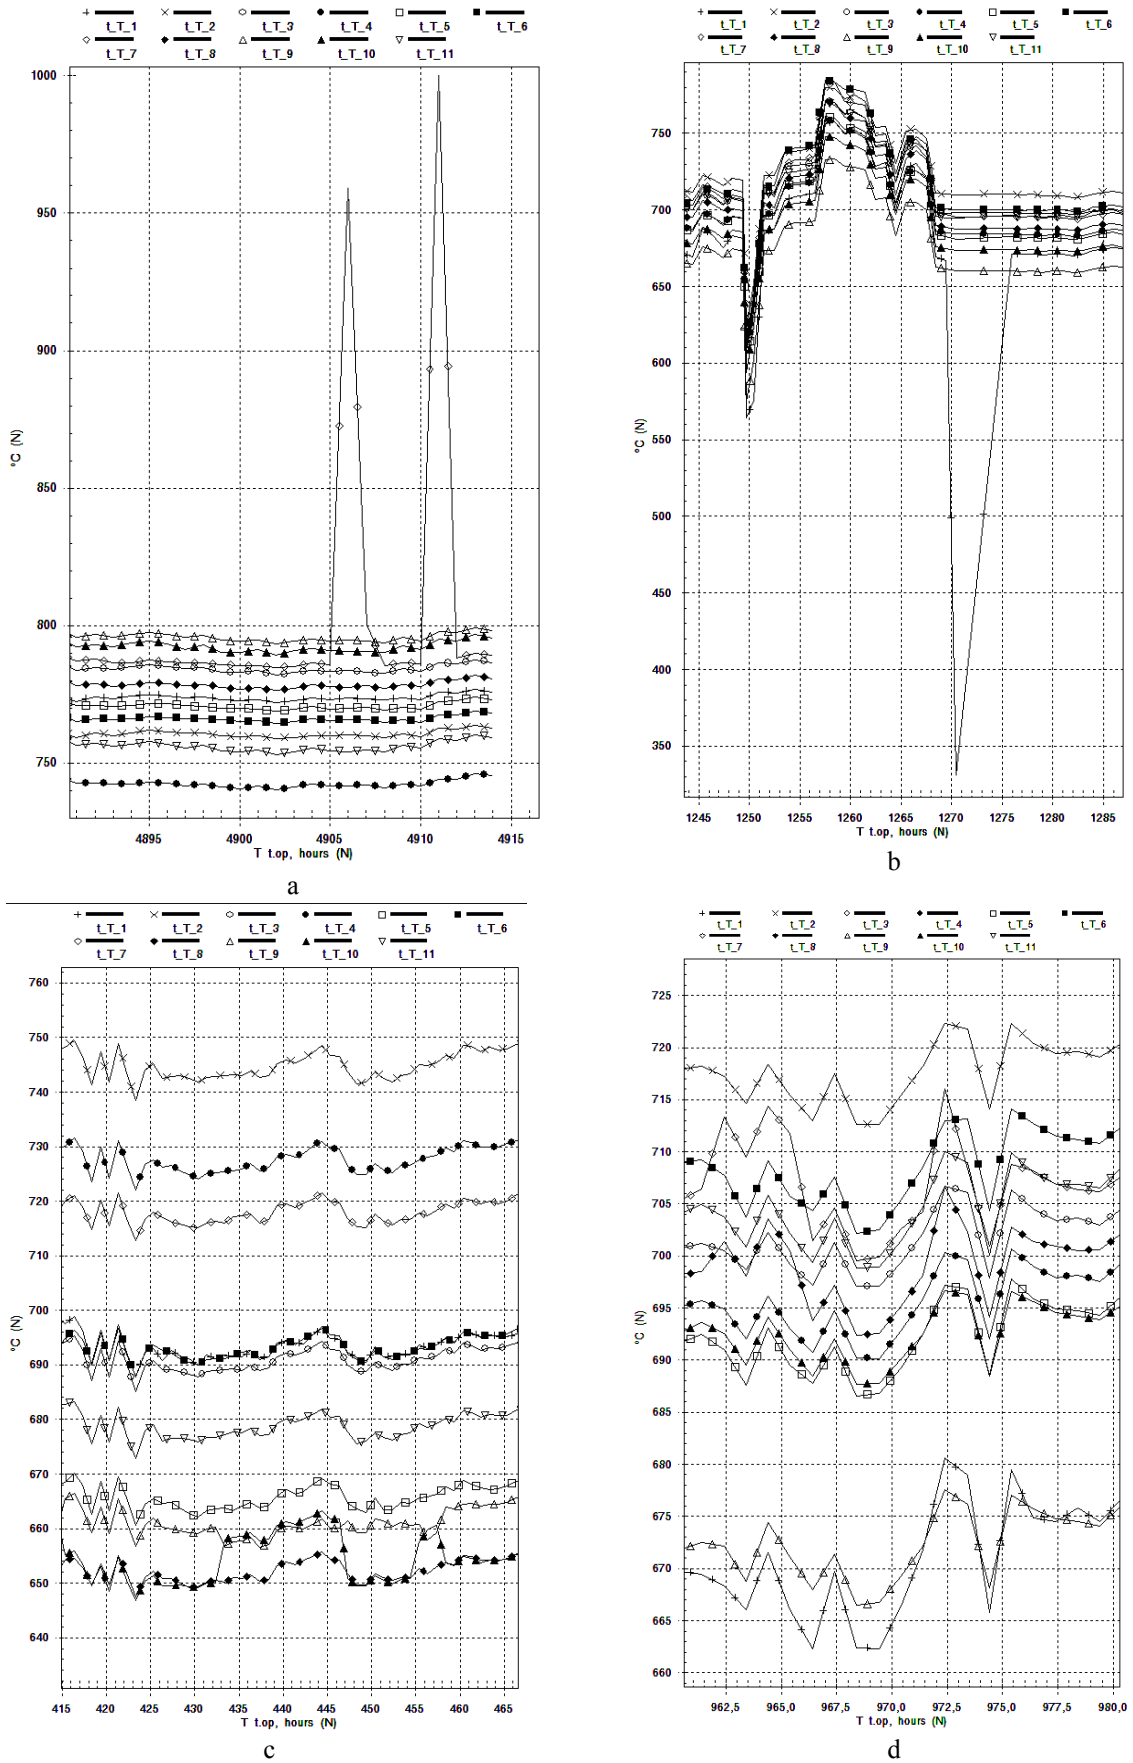 t_T_1 t_T_2 t_T_3 t_T_4 t_T_5 t_T_6
t_T_7 t_T_8 t_T_9 t_T_10 t_T_11
1000
950
900
850
800
750
°C (N)
4895 4900 4905 4910 4915
T t.op, hours (N)
a
t_T_1 t_T_2 t_T_3 t_T_4 t_T_5 t_T_6
t_T_7 t_T_8 t_T_9 t_T_10 t_T_11
750
700
650
600
550
500
450
400
350
°C (N)
1245 1250 1255 1260 1265 1270 1275 1280 1285
T t.op, hours (N)
b
t_T_1 t_T_2 t_T_3 t_T_4 t_T_5 t_T_6
t_T_7 t_T_8 t_T_9 t_T_10 t_T_11
760
750
740
730
720
710
700
690
680
670
660
650
640
°C (N)
415 420 425 430 435 440 445 450 455 460 465
T t.op, hours (N)
c
t_T_1 t_T_2 t_T_3 t_T_4 t_T_5 t_T_6
t_T_7 t_T_8 t_T_9 t_T_10 t_T_11
725
720
715
710
705
700
695
690
685
680
675
670
665
660
°C (N)
962,5 965,0 967,5 970,0 972,5 975,0 977,5 980,0
T t.op, hours (N)
d